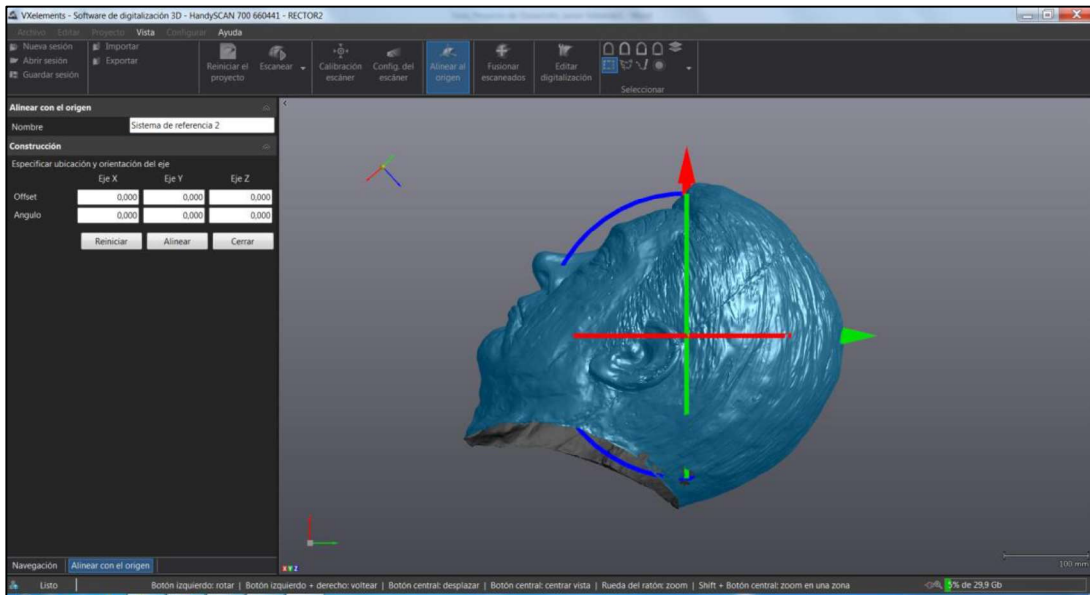 VXelements - Software de digitalización 3D - HandySCAN 700 660441 - RECTOR2
Archivo Editar Proyecto Vista Configurar Ayuda
Nueva sesión
Abrir sesión
Guardar sesión
Importar
Exportar
Reiniciar el proyecto
Escanear
Calibración escáner
Config. del escáner
Alinear al origen
Fusionar escaneados
Editar digitalización
Seleccionar
Alinear con el origen
Nombre Sistema de referencia 2
Construcción
Especificar ubicación y orientación del eje
Eje X Eje Y Eje Z
Offset 0,000 0,000 0,000
Angulo 0,000 0,000 0,000
Reiniciar Alinear Cerrar
X Y Z
100 mm
Navegación Alinear con el origen
Listo Botón izquierdo: rotar | Botón izquierdo + derecho: voltear | Botón central: desplazar | Botón central: centrar vista | Rueda del ratón: zoom | Shift + Botón central: zoom en una zona 5% de 29,9 Gb